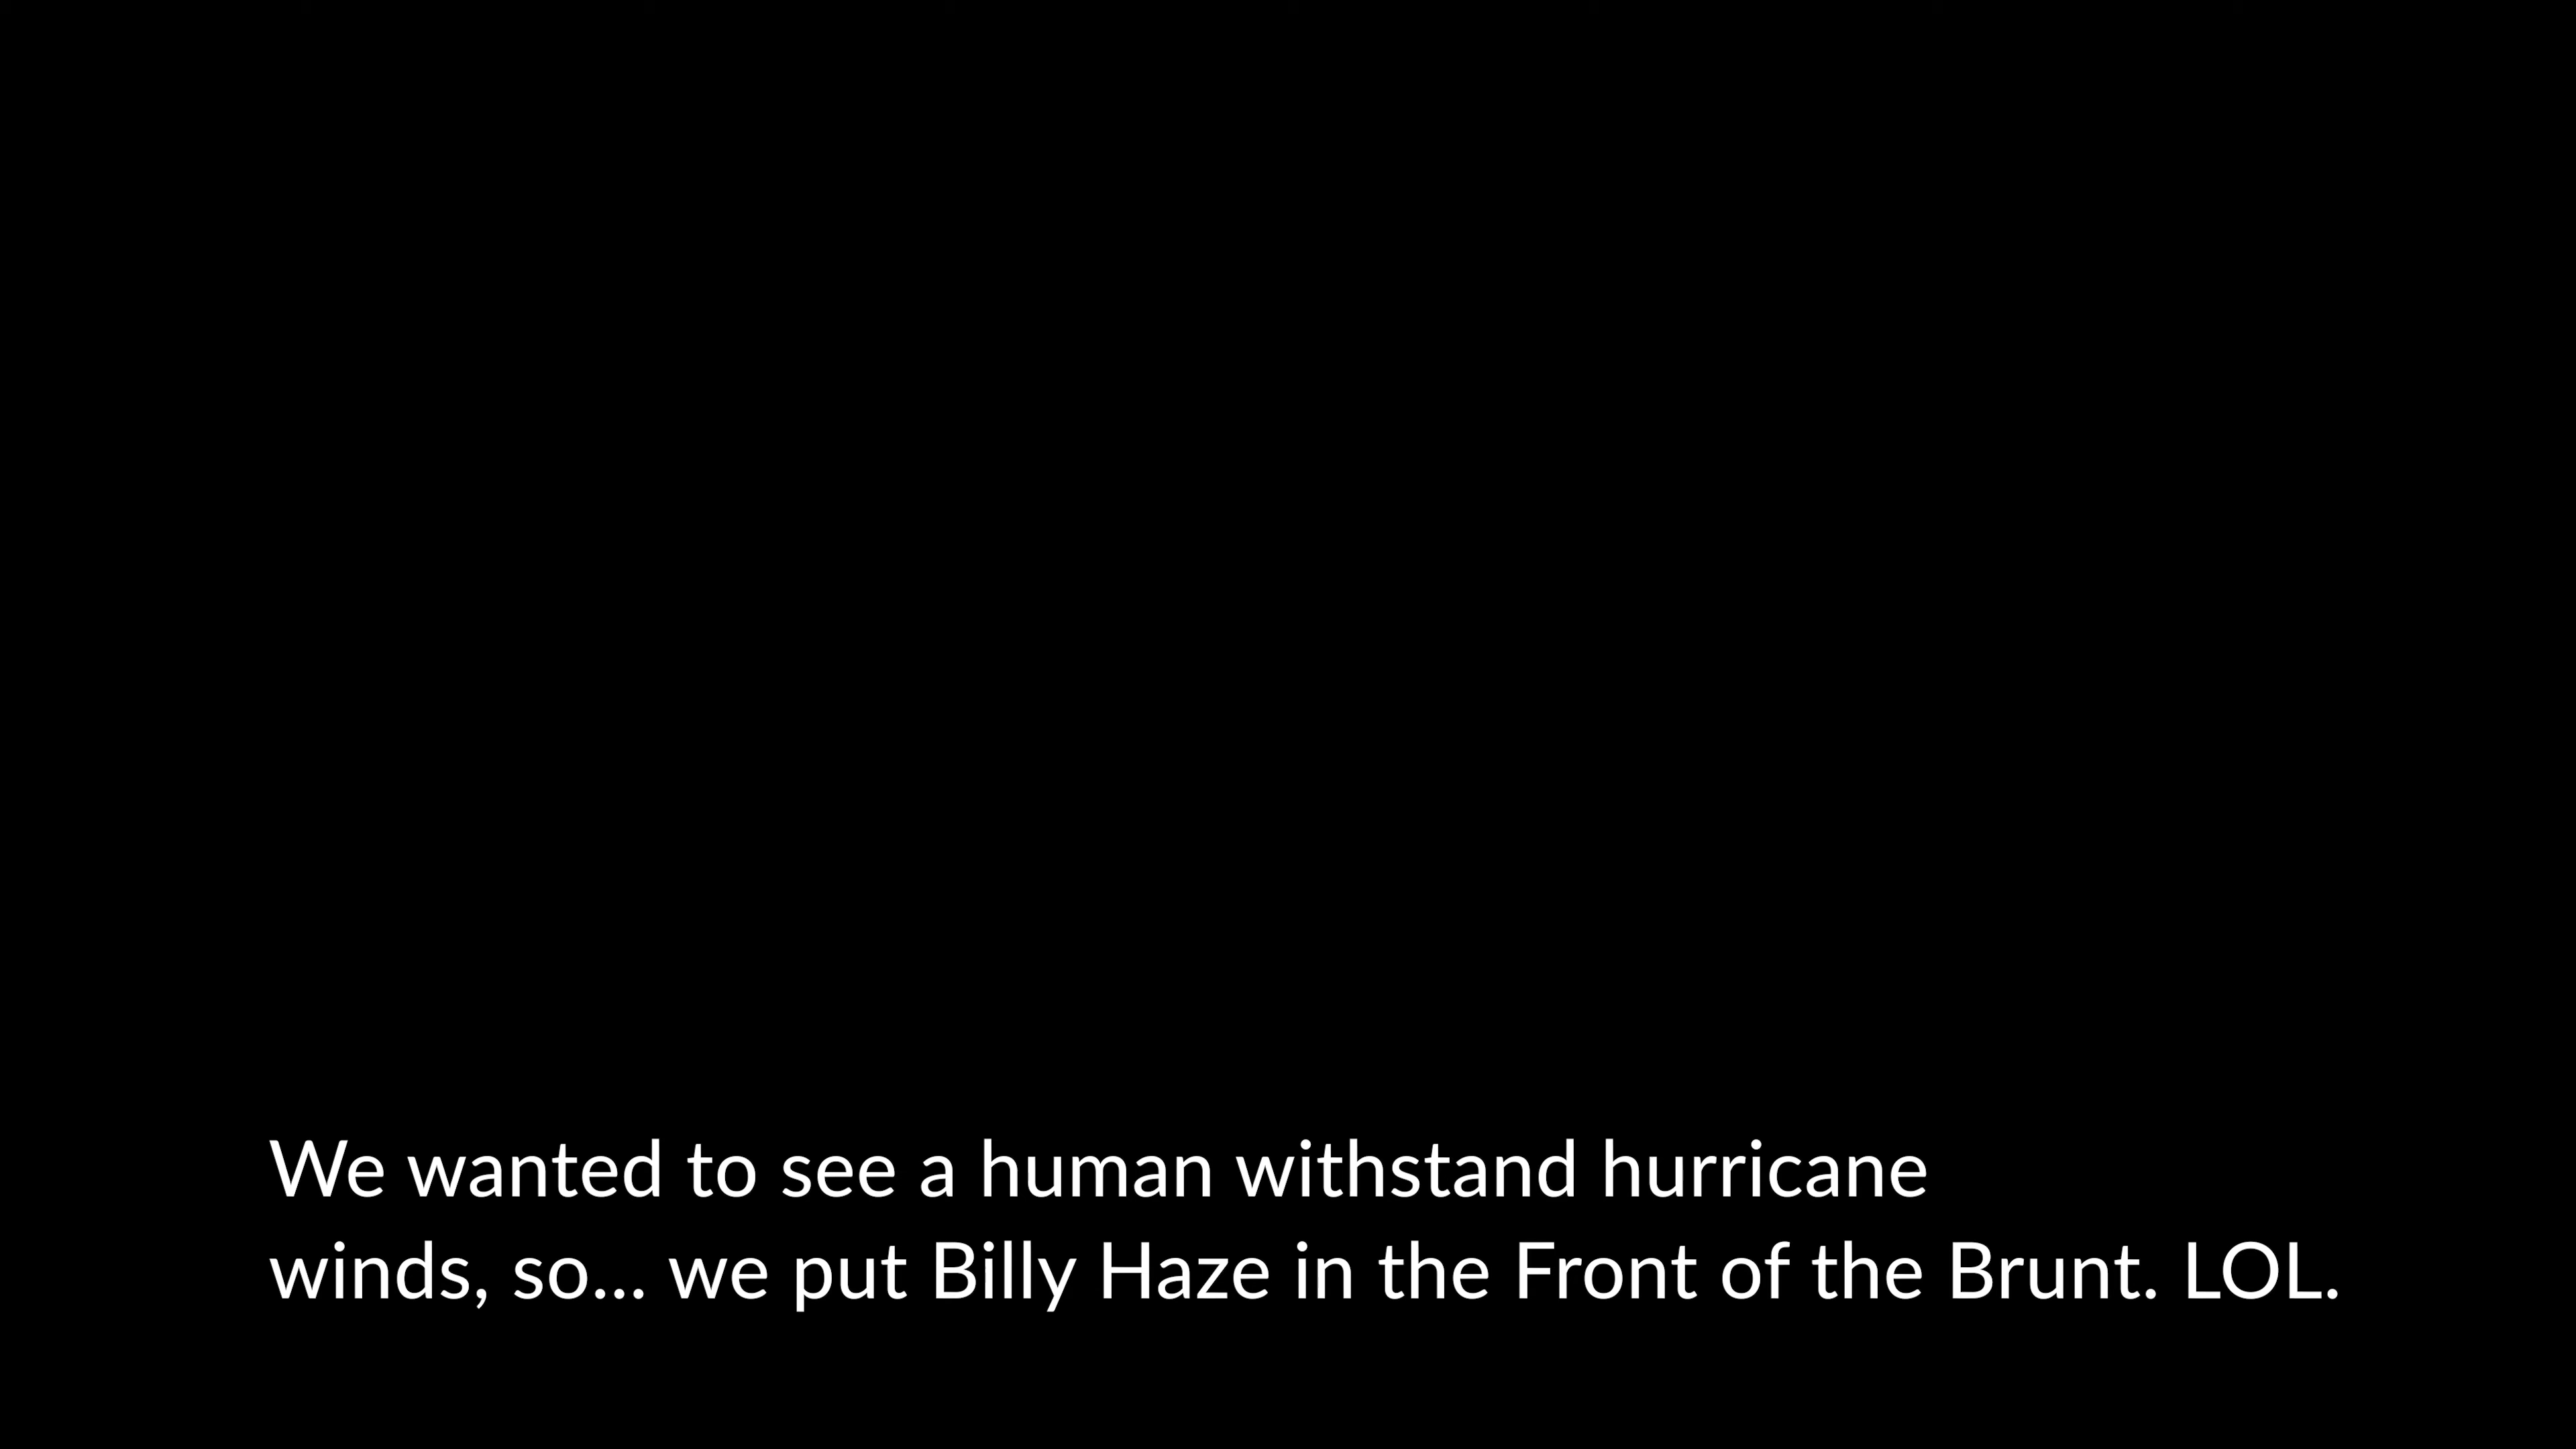 We wanted to see a human withstand hurricane
winds, so... we put Billy Haze in the Front of the Brunt. LOL.